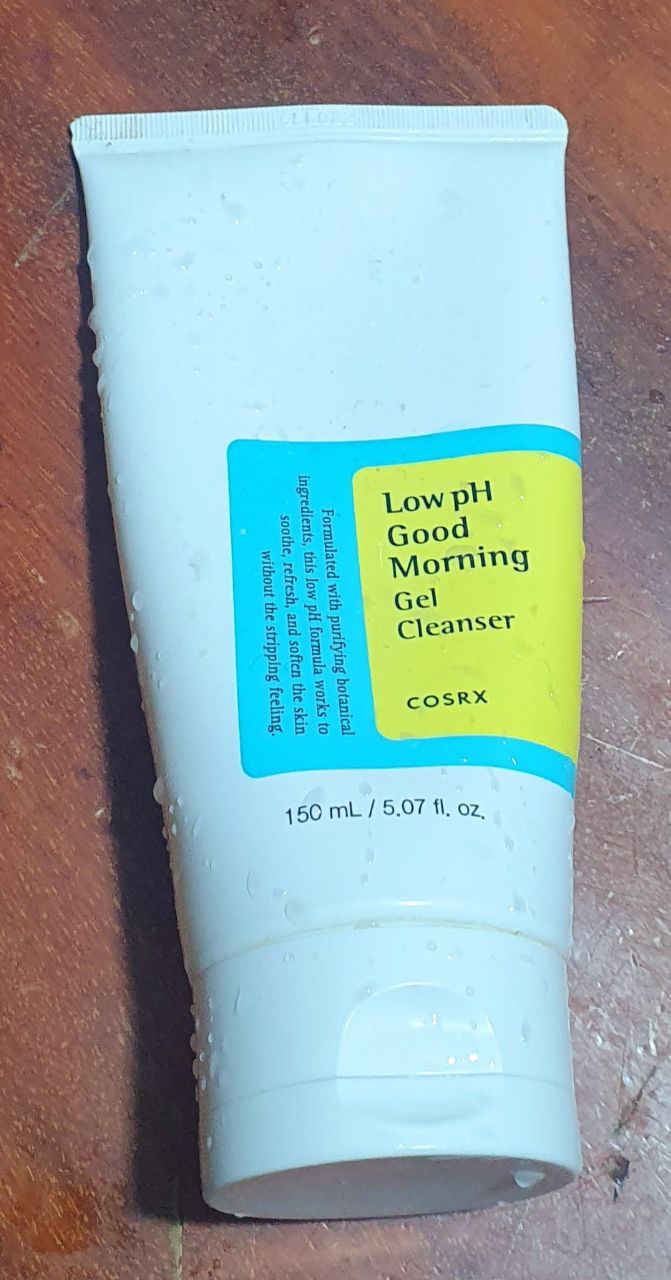 Low pH
Good
Morning
Gel
Cleanser
COSRX
Formulated with purifying botanical
ingredients, this low pH formula works to
soothe, refresh, and soften the skin
without the stripping feeling.
150 mL / 5.07 fl. oz.